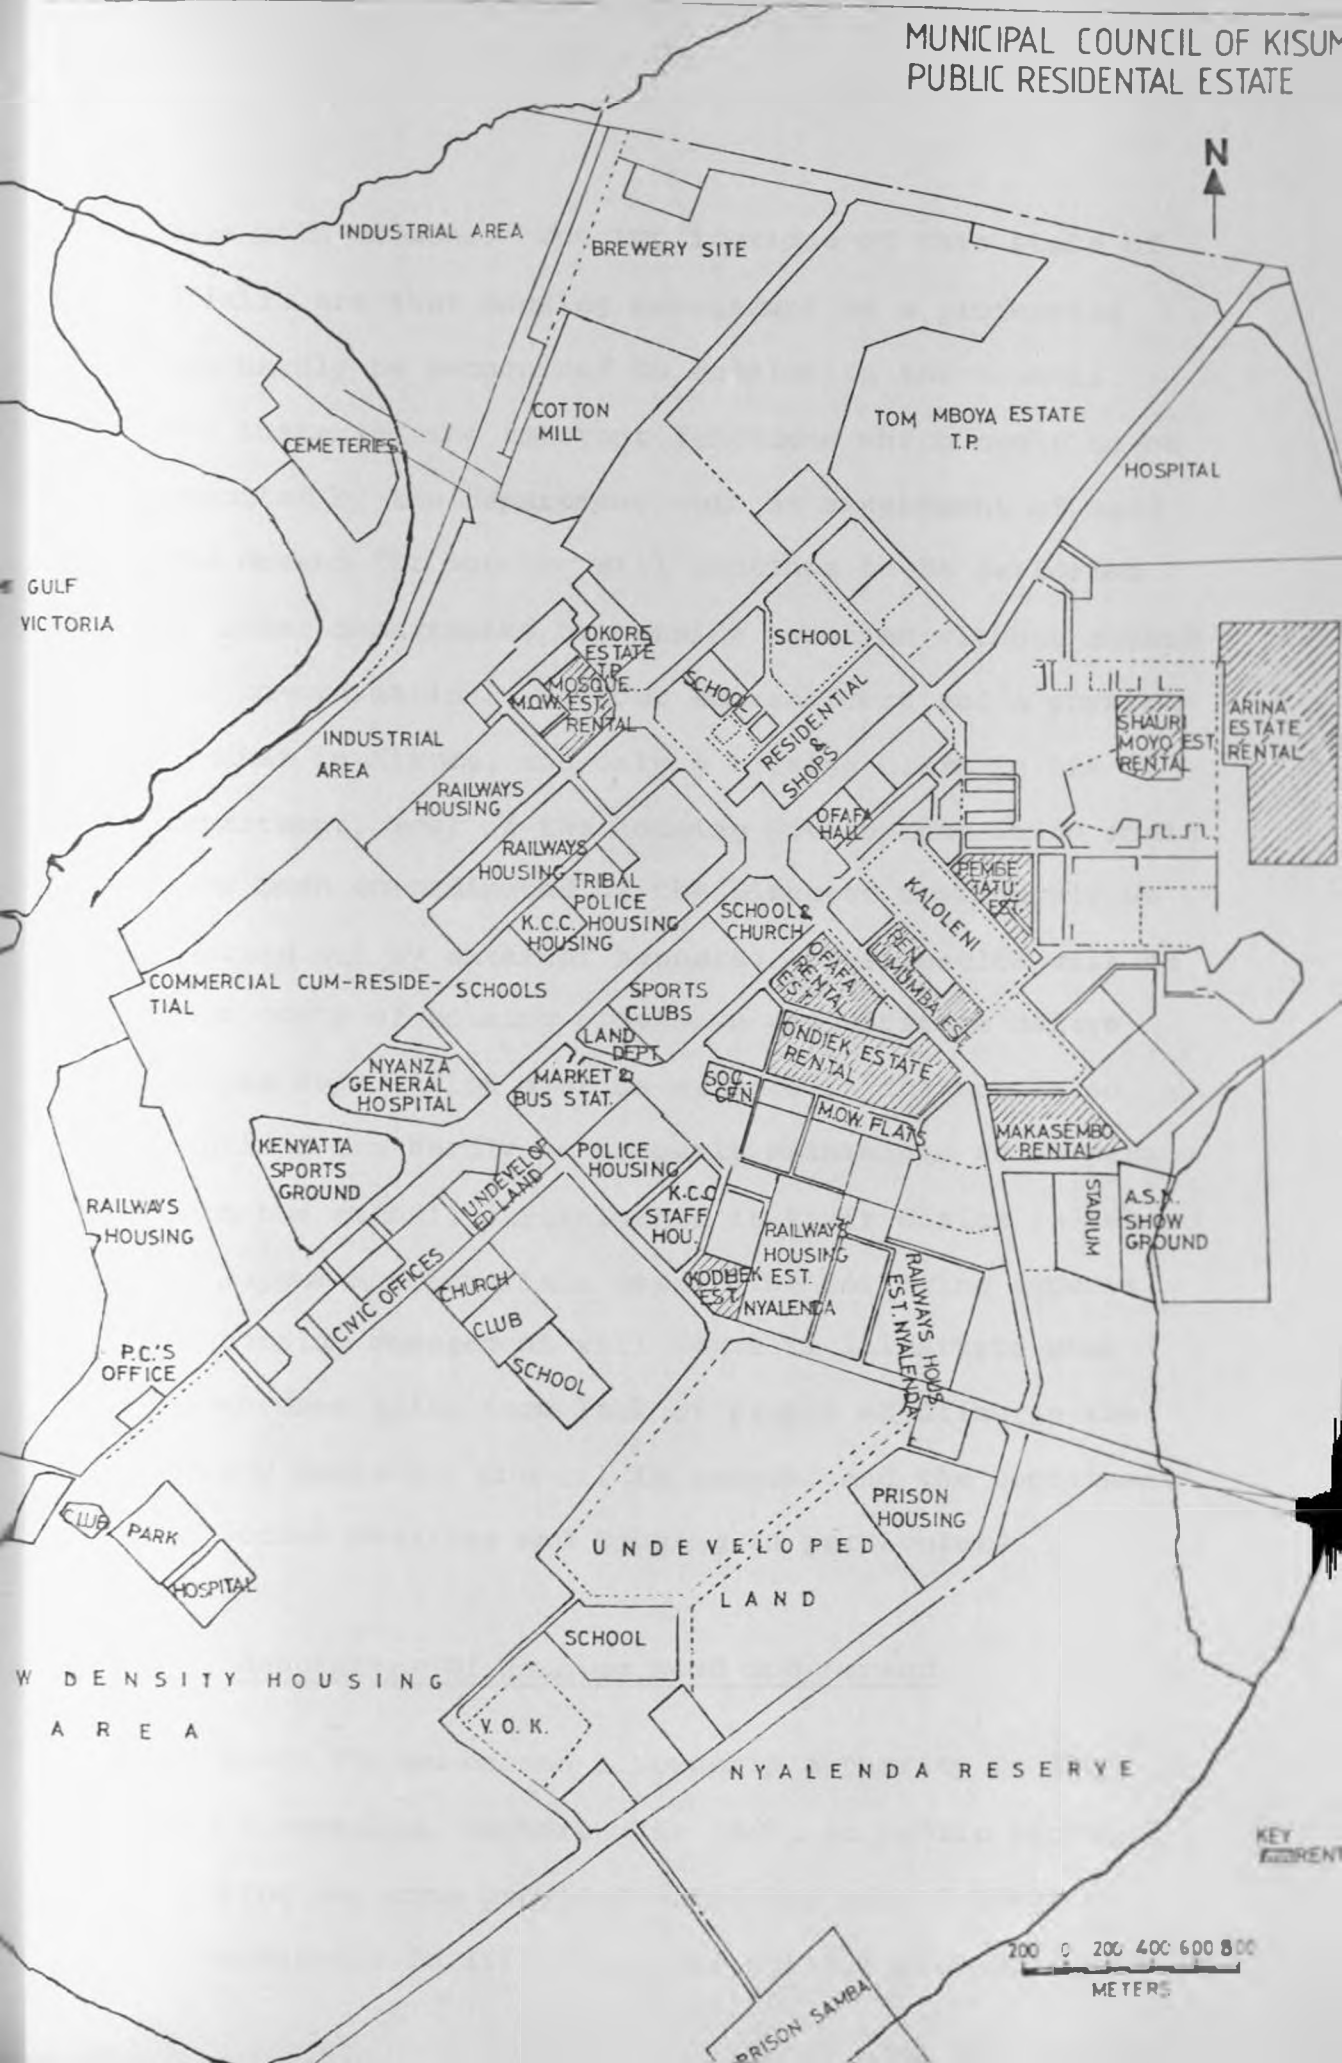 MUNICIPAL COUNCIL OF KISUM
PUBLIC RESIDENTAL ESTATE
N
INDUSTRIAL AREA
BREWERY SITE
COTTON
MILL
CEMETERIES
TOM MBOYA ESTATE
T.P.
HOSPITAL
GULF
VICTORIA
OKORE
ESTATE
T.P.
MOSQUE
EST.
RENTAL
M.O.W.
SCHOOL
SCHOOL
RESIDENTIAL
&
SHOPS
SHAURI
MOYO EST
RENTAL
ARINA
ESTATE
RENTAL
INDUSTRIAL
AREA
RAILWAYS
HOUSING
RAILWAYS
HOUSING
OFAFA
HALL
TRIBAL
POLICE
HOUSING
K.C.C.
HOUSING
SCHOOL &
CHURCH
KALOLENI
PEMBE
TATU
EST.
REN
LUMUMBA ES
OFAFA
RENTAL
EST.
COMMERCIAL CUM-RESIDE-
TIAL
SCHOOLS
SPORTS
CLUBS
LAND
DEPT
ONDIEK ESTATE
RENTAL
NYANZA
GENERAL
HOSPITAL
MARKET &
BUS STAT.
SOC.
CEN.
M.O.W. FLATS
MAKASEMBO
RENTAL
KENYATTA
SPORTS
GROUND
UNDEVELOP
ED LAND
POLICE
HOUSING
K.C.C
STAFF
HOU.
STADIUM
A.S.K.
SHOW
GROUND
RAILWAYS
HOUSING
RAILWAYS
HOUSING
EST.
NYALENDA
RAILWAYS HOUS.
EST. NYALENDA
KODIEK
EST.
CIVIC OFFICES
CHURCH
CLUB
SCHOOL
P.C.'S
OFFICE
CLUB
PARK
HOSPITAL
PRISON
HOUSING
UNDEVELOPED
LAND
SCHOOL
W DENSITY HOUSING
AREA
V.O.K.
NYALENDA RESERVE
KEY
RENT
200 0 200 400 600 800
METERS
PRISON SAMBA